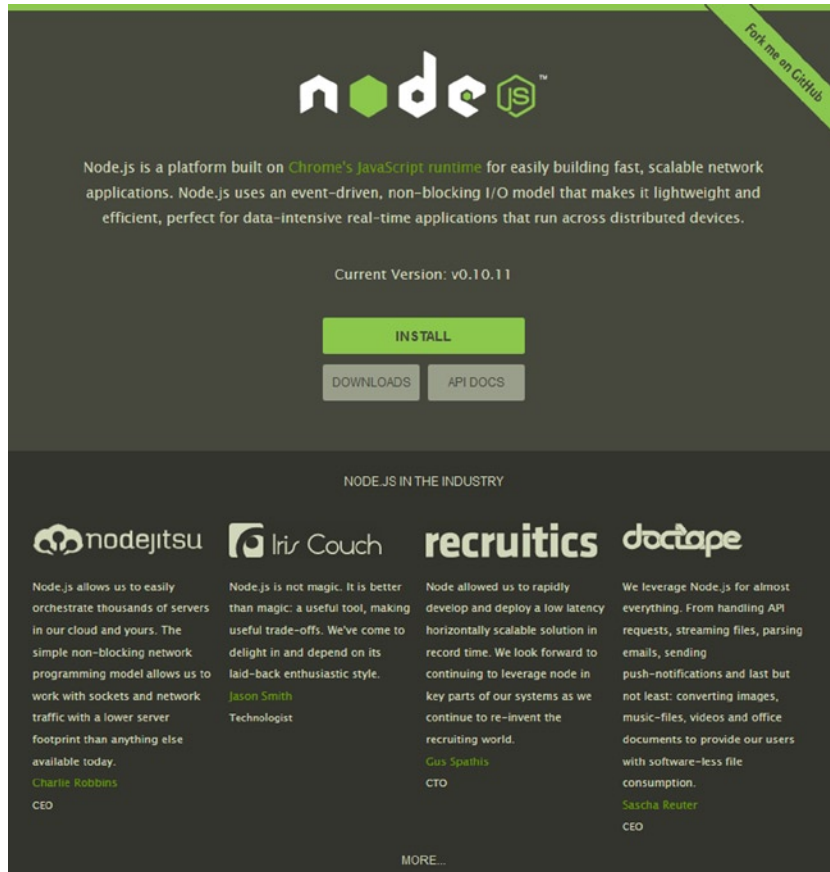 Fork me on GitHub
node JS™
Node.js is a platform built on Chrome's JavaScript runtime for easily building fast, scalable network
applications. Node.js uses an event-driven, non-blocking I/O model that makes it lightweight and
efficient, perfect for data-intensive real-time applications that run across distributed devices.
Current Version: v0.10.11
INSTALL
DOWNLOADS
API DOCS
NODE.JS IN THE INDUSTRY
nodejitsu
Node.js allows us to easily
orchestrate thousands of servers
in our cloud and yours. The
simple non-blocking network
programming model allows us to
work with sockets and network
traffic with a lower server
footprint than anything else
available today.
Charlie Robbins
CEO
Iris Couch
Node.js is not magic. It is better
than magic: a useful tool, making
useful trade-offs. We've come to
delight in and depend on its
laid-back enthusiastic style.
Jason Smith
Technologist
recruitics
Node allowed us to rapidly
develop and deploy a low latency
horizontally scalable solution in
record time. We look forward to
continuing to leverage node in
key parts of our systems as we
continue to re-invent the
recruiting world.
Gus Spathis
CTO
doctape
We leverage Node.js for almost
everything. From handling API
requests, streaming files, parsing
emails, sending
push-notifications and last but
not least: converting images,
music-files, videos and office
documents to provide our users
with software-less file
consumption.
Sascha Reuter
CEO
MORE...